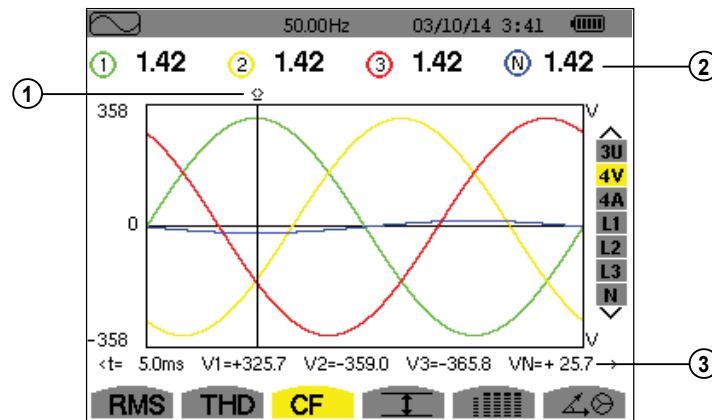 50.00Hz 03/10/14 3:41
1 1.42 2 1.42 3 1.42 N 1.42
2
1
358 V
3U
4V
4A
0
L1
L2
L3
N
-358 V
<t= 5.0ms V1=+325.7 V2=-359.0 V3=-365.8 VN=+ 25.7 →
3
RMS THD CF